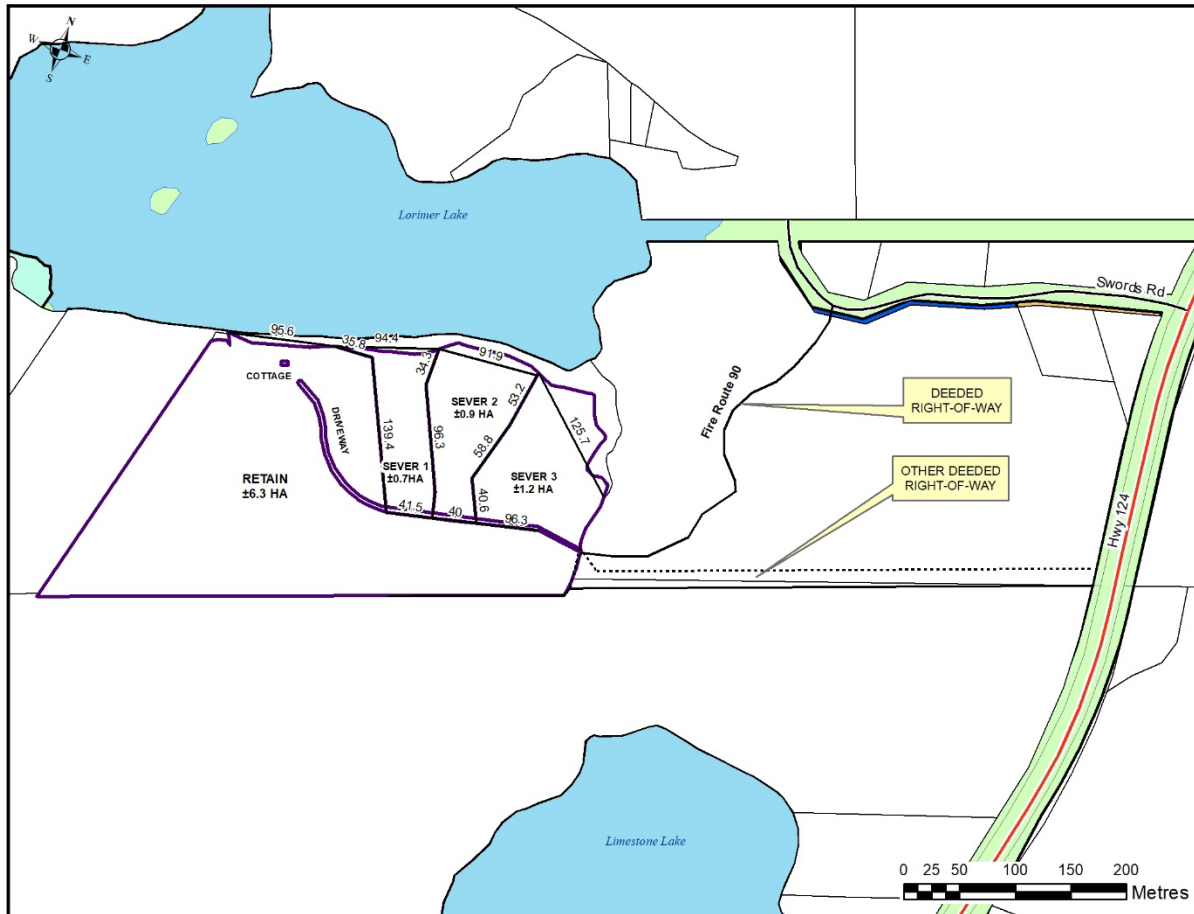 N
W
E
S
Lorimer Lake
Swords Rd
95.6
35.8
94.4
34.3
91.9
COTTAGE
SEVER 2
±0.9 HA
53.2
Fire Route 90
DEEDED
RIGHT-OF-WAY
DRIVEWAY
139.4
96.3
58.8
125.7
SEVER 1
±0.7HA
SEVER 3
±1.2 HA
RETAIN
±6.3 HA
OTHER DEEDED
RIGHT-OF-WAY
41.5
40
40.6
96.3
Hwy 124
Limestone Lake
0 25 50 100 150 200
Metres